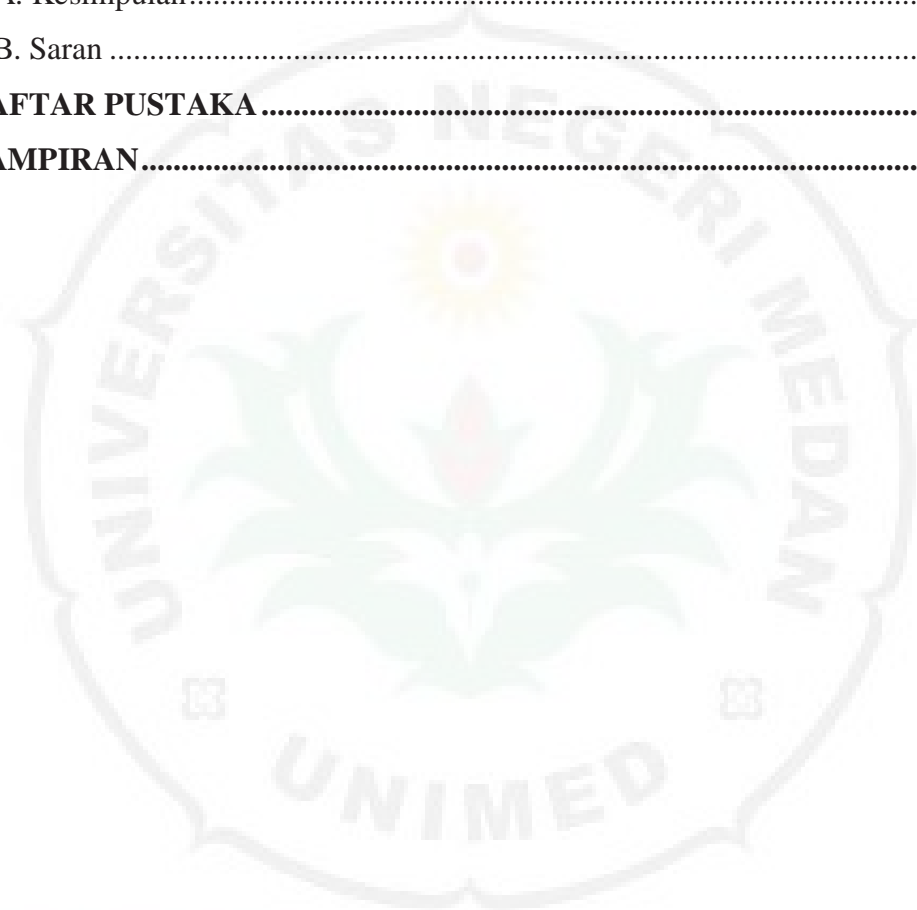 A. Kesimpulan
B. Saran
AFTAR PUSTAKA
AMPIRAN
UNIVERSITAS NEGERI MEDAN
UNIMED